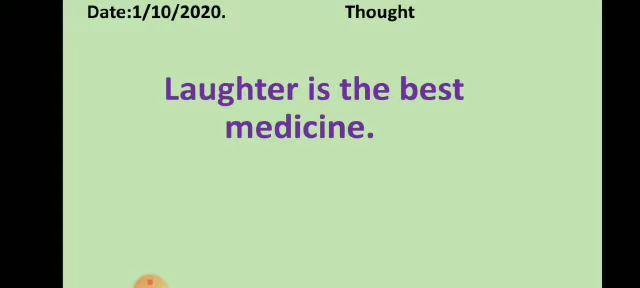 Date:1/10/2020. Thought
Laughter is the best
medicine.